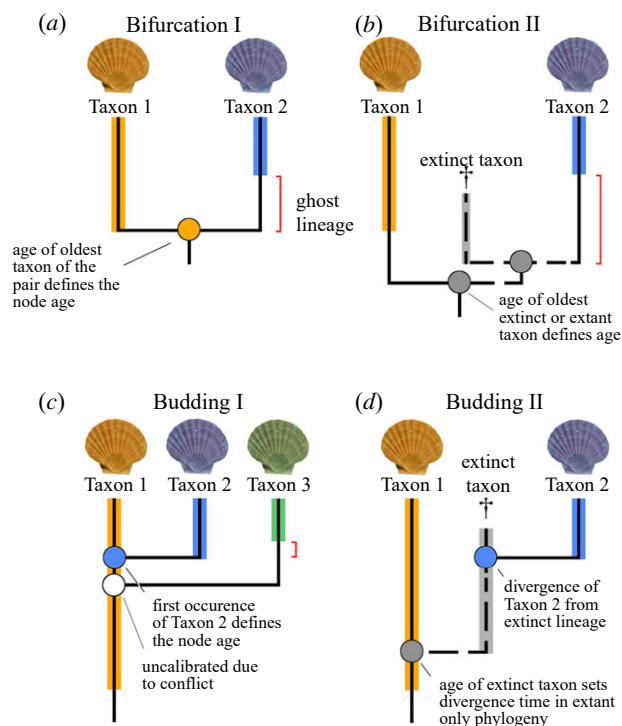 (a) Bifurcation I
Taxon 1
Taxon 2
ghost
lineage
age of oldest
taxon of the
pair defines the
node age
(b) Bifurcation II
Taxon 1
Taxon 2
extinct taxon
†
age of oldest
extinct or extant
taxon defines age
(c) Budding I
Taxon 1
Taxon 2
Taxon 3
first occurence
of Taxon 2 defines
the node age
uncalibrated due
to conflict
(d) Budding II
Taxon 1
extinct
taxon
†
Taxon 2
divergence of
Taxon 2 from
extinct lineage
age of extinct taxon sets
divergence time in extant
only phylogeny